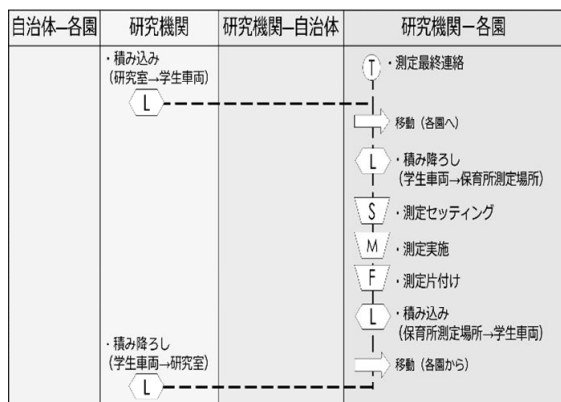 自治体―各園
研究機関
研究機関―自治体
研究機関―各園
・積み込み
(研究室→学生車両)
L
T
・測定最終連絡
移動（各園へ）
L
・積み降ろし
(学生車両→保育所測定場所)
S
・測定セッティング
M
・測定実施
F
・測定片付け
L
・積み込み
(保育所測定場所→学生車両)
・積み降ろし
(学生車両→研究室)
L
移動（各園から）